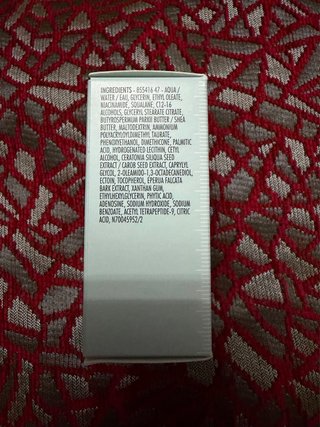 INGREDIENTS - 855416 47 - AQUA /
WATER / EAU, GLYCERIN, ETHYL OLEATE,
NIACINAMIDE, SQUALANE, C12-16
ALCOHOLS, GLYCERYL STEARATE CITRATE,
BUTYROSPERMUM PARKII BUTTER / SHEA
BUTTER, MALTODEXTRIN, AMMONIUM
POLYACRYLOYLDIMETHYL TAURATE,
PHENOXYETHANOL, DIMETHICONE, PALMITIC
ACID, HYDROGENATED LECITHIN, CETYL
ALCOHOL, CERATONIA SILIQUA SEED
EXTRACT / CAROB SEED EXTRACT, CAPRYLYL
GLYCOL, 2-OLEAMIDO-1,3-OCTADECANEDIOL,
ECTOIN, TOCOPHEROL, EPERUA FALCATA
BARK EXTRACT, XANTHAN GUM,
ETHYLHEXYLGLYCERIN, PHYTIC ACID,
ADENOSINE, SODIUM HYDROXIDE, SODIUM
BENZOATE, ACETYL TETRAPEPTIDE-9, CITRIC
ACID, N70045952/2